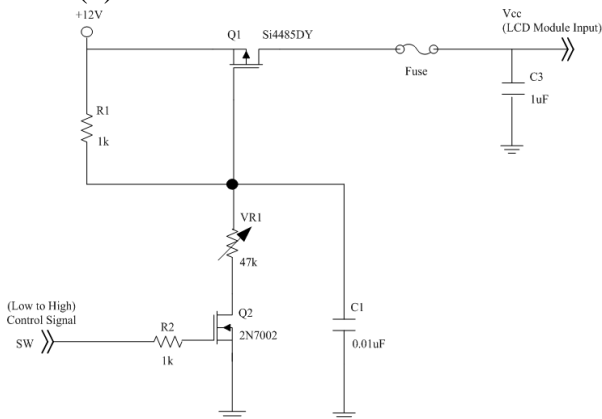 +12V
Q1
Si4485DY
Vcc
(LCD Module Input)
Fuse
C3
1uF
R1
1k
VR1
47k
(Low to High)
Control Signal
SW
R2
1k
Q2
2N7002
C1
0.01uF